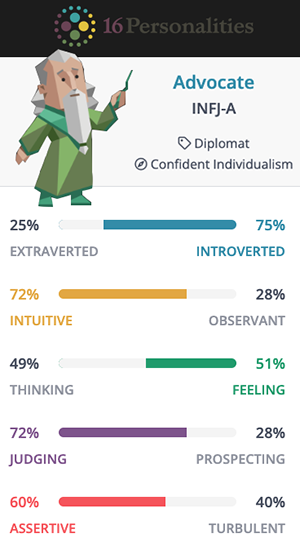 16Personalities
Advocate
INFJ-A
Diplomat
Confident Individualism
25% 75%
EXTRAVERTED INTROVERTED
72% 28%
INTUITIVE OBSERVANT
49% 51%
THINKING FEELING
72% 28%
JUDGING PROSPECTING
60% 40%
ASSERTIVE TURBULENT